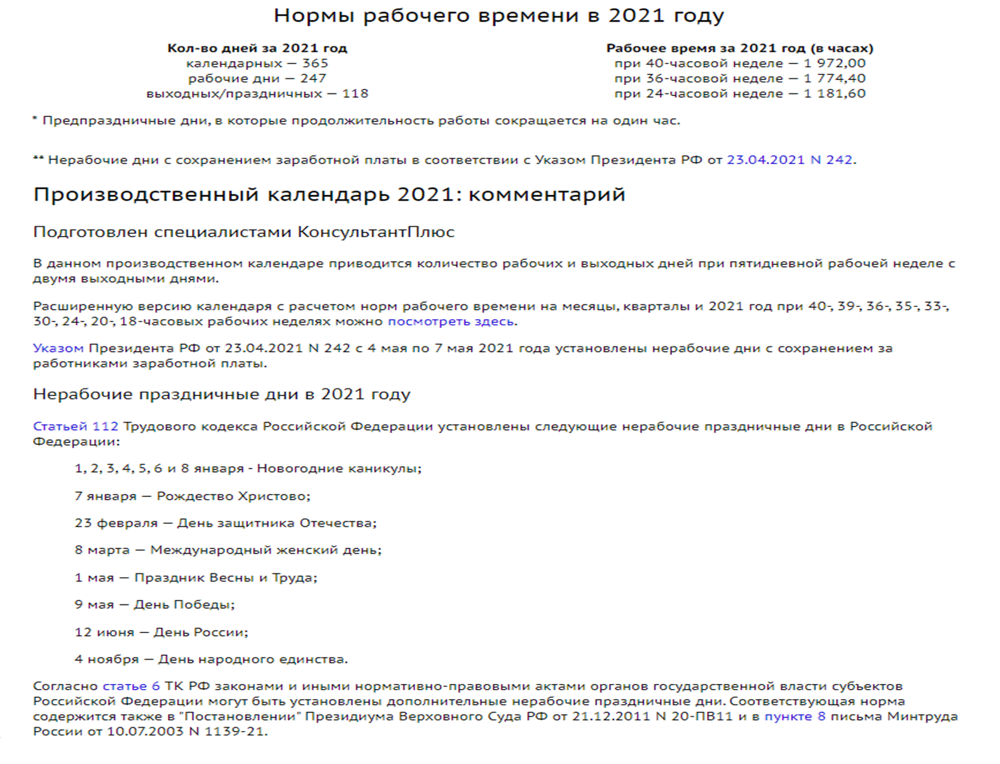 Нормы рабочего времени в 2021 году
Кол-во дней за 2021 год
календарных — 365
рабочие дни — 247
выходных/праздничных — 118
Рабочее время за 2021 год (в часах)
при 40-часовой неделе — 1 972,00
при 36-часовой неделе — 1 774,40
при 24-часовой неделе — 1 181,60
* Предпраздничные дни, в которые продолжительность работы сокращается на один час.
** Нерабочие дни с сохранением заработной платы в соответствии с Указом Президента РФ от 23.04.2021 N 242.
Производственный календарь 2021: комментарий
Подготовлен специалистами КонсультантПлюс
В данном производственном календаре приводится количество рабочих и выходных дней при пятидневной рабочей неделе с
двумя выходными днями.
Расширенную версию календаря с расчетом норм рабочего времени на месяцы, кварталы и 2021 год при 40-, 39-, 36-, 35-, 33-,
30-, 24-, 20-, 18-часовых рабочих неделях можно посмотреть здесь.
Указом Президента РФ от 23.04.2021 N 242 с 4 мая по 7 мая 2021 года установлены нерабочие дни с сохранением за
работниками заработной платы.
Нерабочие праздничные дни в 2021 году
Статьей 112 Трудового кодекса Российской Федерации установлены следующие нерабочие праздничные дни в Российской
Федерации:
1, 2, 3, 4, 5, 6 и 8 января - Новогодние каникулы;
7 января — Рождество Христово;
23 февраля — День защитника Отечества;
8 марта — Международный женский день;
1 мая — Праздник Весны и Труда;
9 мая — День Победы;
12 июня — День России;
4 ноября — День народного единства.
Согласно статье 6 ТК РФ законами и иными нормативно-правовыми актами органов государственной власти субъектов
Российской Федерации могут быть установлены дополнительные нерабочие праздничные дни. Соответствующая норма
содержится также в "Постановлении" Президиума Верховного Суда РФ от 21.12.2011 N 20-ПВ11 и в пункте 8 письма Минтруда
России от 10.07.2003 N 1139-21.